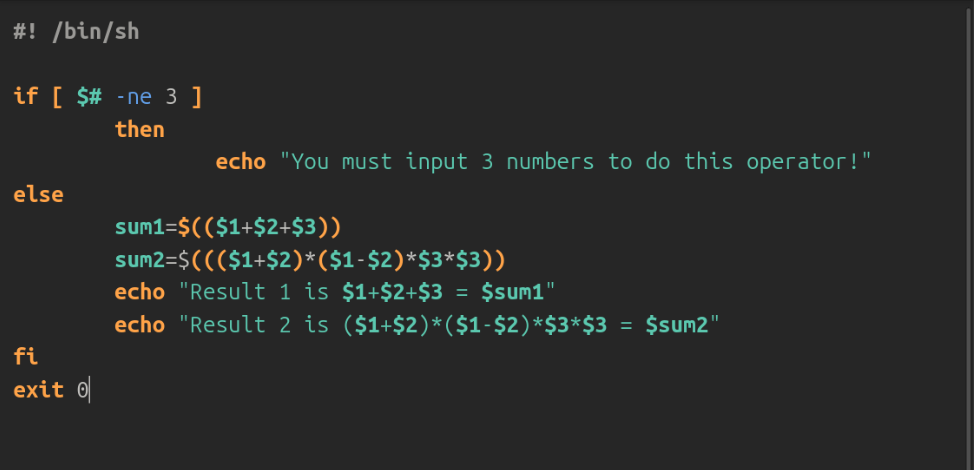 #! /bin/sh
if [ $# -ne 3 ]
then
echo "You must input 3 numbers to do this operator!"
else
sum1=$(($1+$2+$3))
sum2=$((($1+$2)*($1-$2)*$3*$3))
echo "Result 1 is $1+$2+$3 = $sum1"
echo "Result 2 is ($1+$2)*($1-$2)*$3*$3 = $sum2"
fi
exit 0